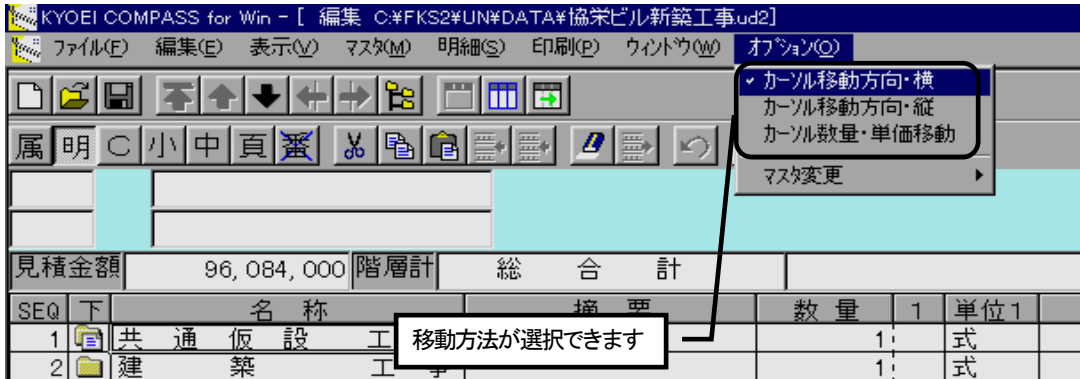 KYOEI COMPASS for Win - [ 編集 C:¥FKS2¥UN¥DATA¥協栄ビル新築工事.ud2]
ファイル(F) 編集(E) 表示(V) マスタ(M) 明細(S) 印刷(P) ウィンドウ(W) オプション(O)
✓ カーソル移動方向・横
カーソル移動方向・縦
カーソル数量・単価移動
マスタ変更
属 明 C 小 中 頁 番
見積金額 96,084,000 階層計 総合計
SEQ 下 名称 摘要 数量 1 単位1
1 共通仮設工 1 式
2 建築工事 1 式
移動方法が選択できます